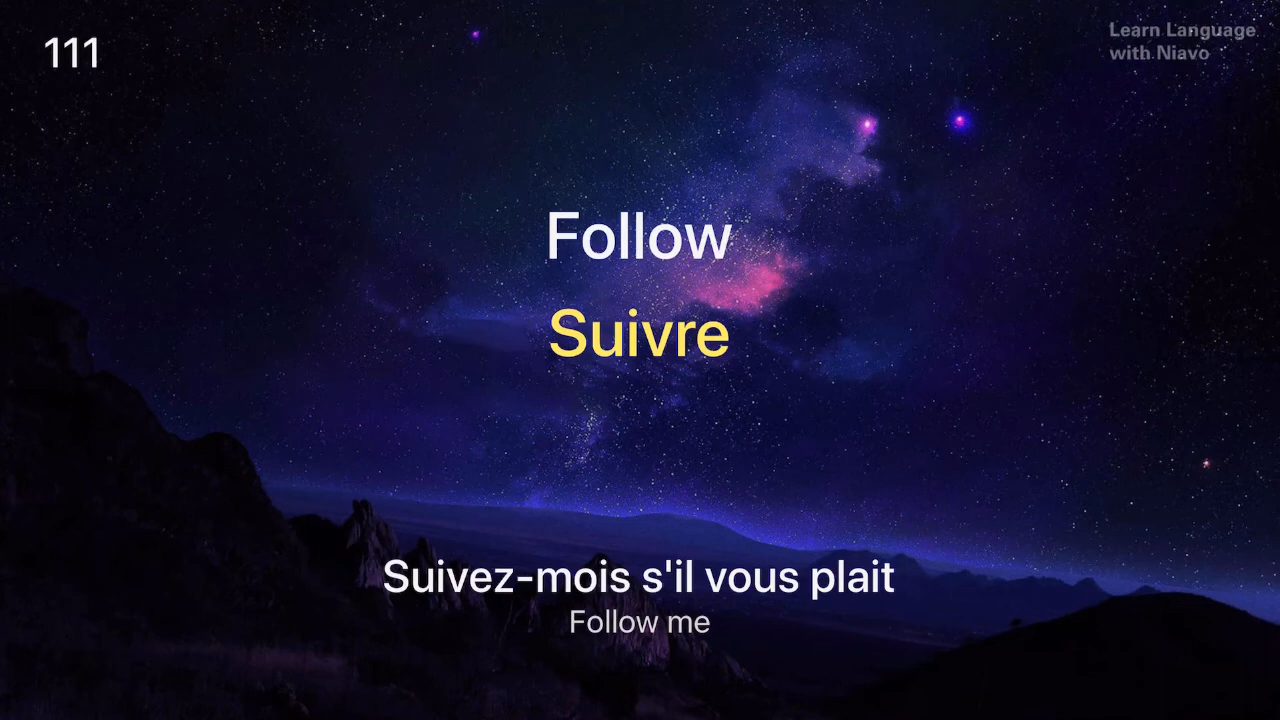 111
Learn Language
with Niavo
Follow
Suivre
Suivez-mois s'il vous plait
Follow me